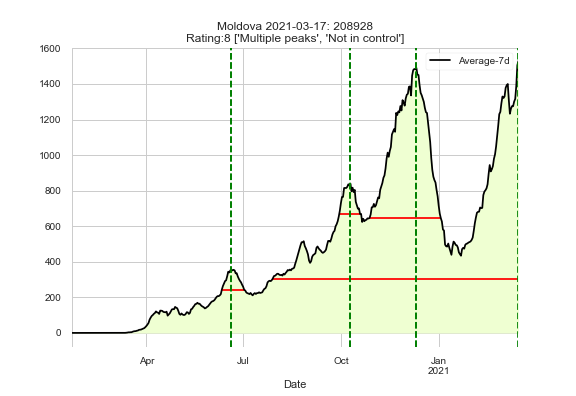 Moldova 2021-03-17: 208928
Rating:8 ['Multiple peaks', 'Not in control']
Average-7d
1600
1400
1200
1000
800
600
400
200
0
Apr
Jul
Oct
Jan
2021
Date